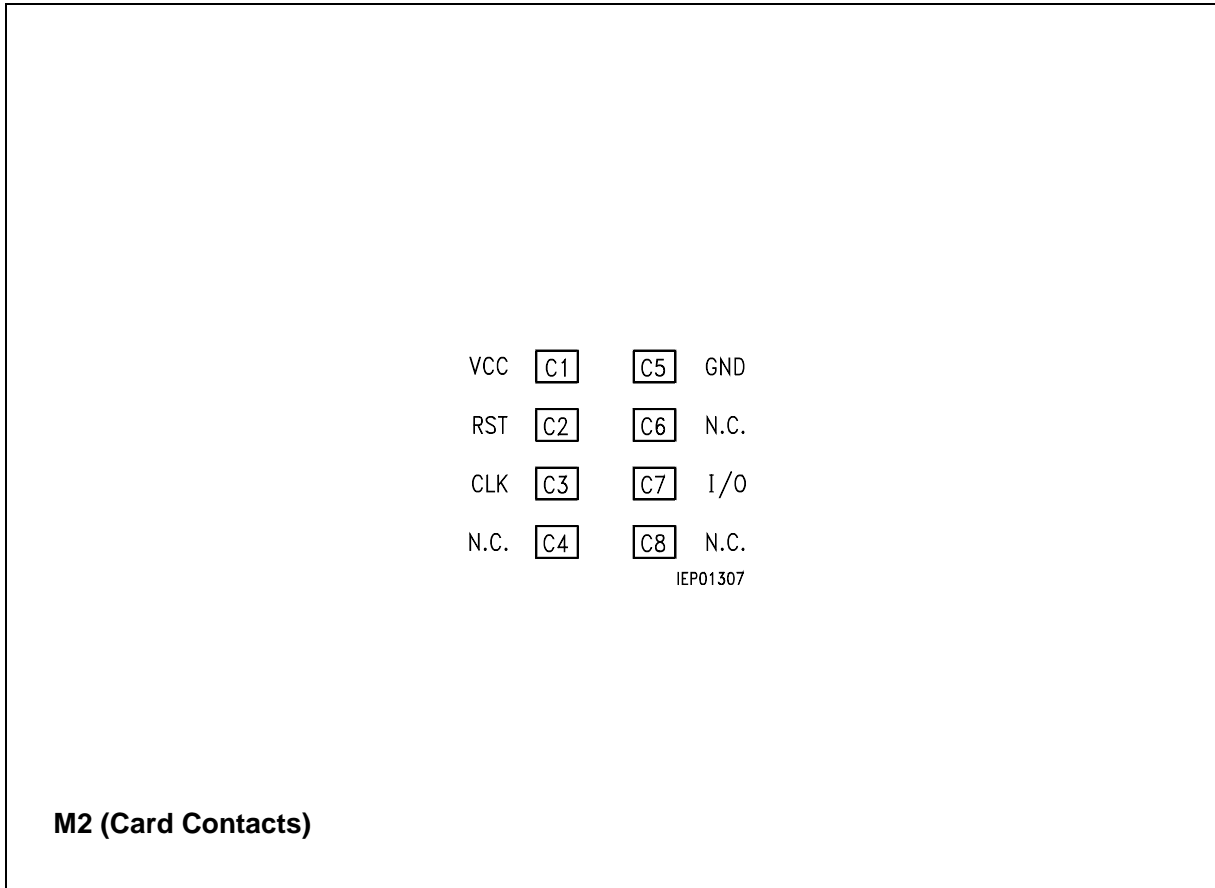 VCC C1 C5 GND
RST C2 C6 N.C.
CLK C3 C7 I/O
N.C. C4 C8 N.C.
IEP01307
M2 (Card Contacts)